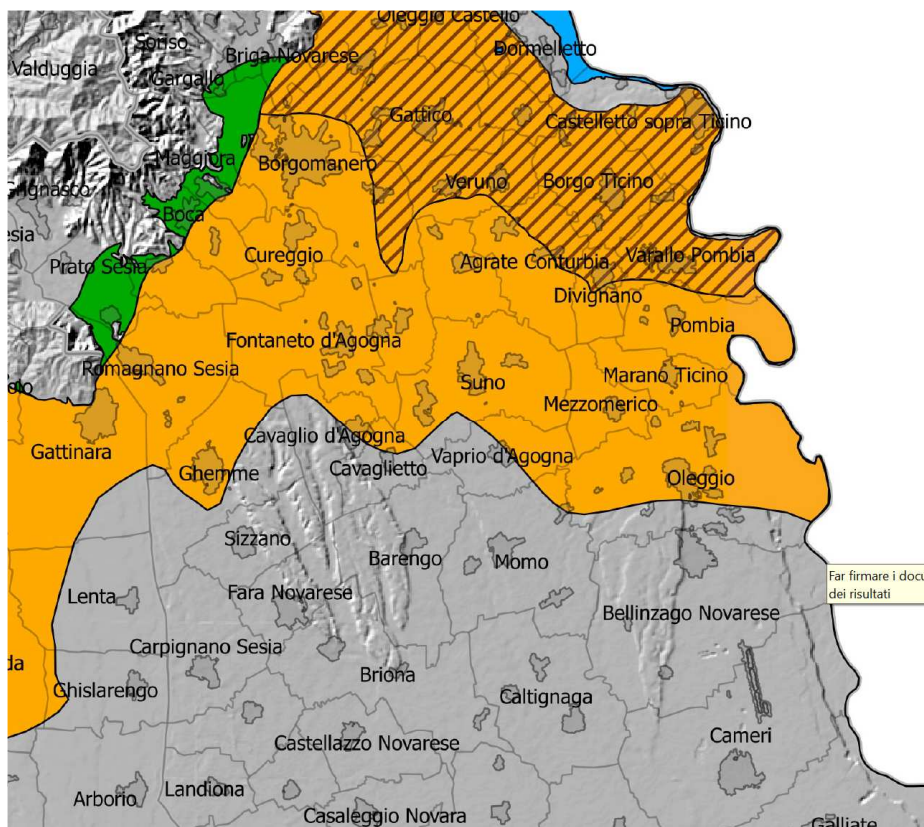 Oleggio Castello
Soriso
Dormelletto
Briga Novarese
Valduggia
Gargallo
Gattico
Castelletto sopra Ticino
Maggiora
Borgomanero
Grignasco
Veruno
Borgo Ticino
Boca
Cureggio
Prato Sesia
Agrate Conturbia
Varallo Pombia
Divignano
Pombia
Fontaneto d'Agogna
Romagnano Sesia
Suno
Marano Ticino
Mezzomerico
Gattinara
Cavaglio d'Agogna
Ghemme
Cavaglietto
Vaprio d'Agogna
Oleggio
Sizzano
Barengo
Momo
Far firmare i docu
dei risultati
Lenta
Fara Novarese
Bellinzago Novarese
Carpignano Sesia
Ghislarengo
Briona
Caltignaga
Castellazzo Novarese
Cameri
Arborio
Landiona
Casaleggio Novara
Galliate